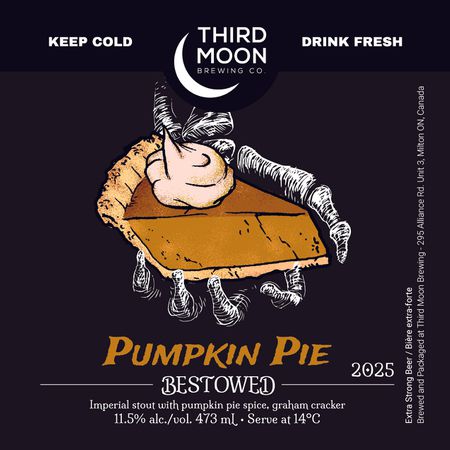 KEEP COLD
THIRD
MOON
BREWING CO.
DRINK FRESH
PUMPKIN PIE
BESTOWED
2025
Imperial stout with pumpkin pie spice, graham cracker
11.5% alc./vol. 473 ml • Serve at 14°C
Extra Strong Beer / Bière extra-forte
Brewed and Packaged at Third Moon Brewing - 295 Alliance Rd. Unit 3, Milton ON, Canada